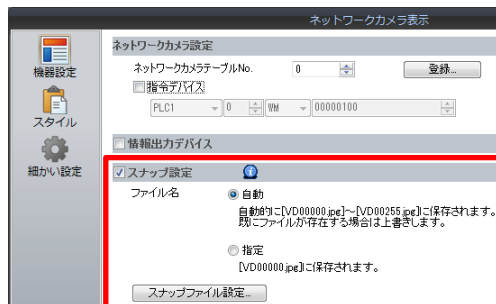 ネットワークカメラ表示
機器設定
スタイル
細かい設定
ネットワークカメラ設定
ネットワークカメラテーブルNo. 0 登録...
指令デバイス
PLC1 0 WM 00000100
情報出力デバイス
スナップ設定
ファイル名 自動
自動的に[VD00000.jpg]~[VD00255.jpg]に保存されます。
既にファイルが存在する場合は上書きします。
指定
[VD00000.jpg]に保存されます。
スナップファイル設定...